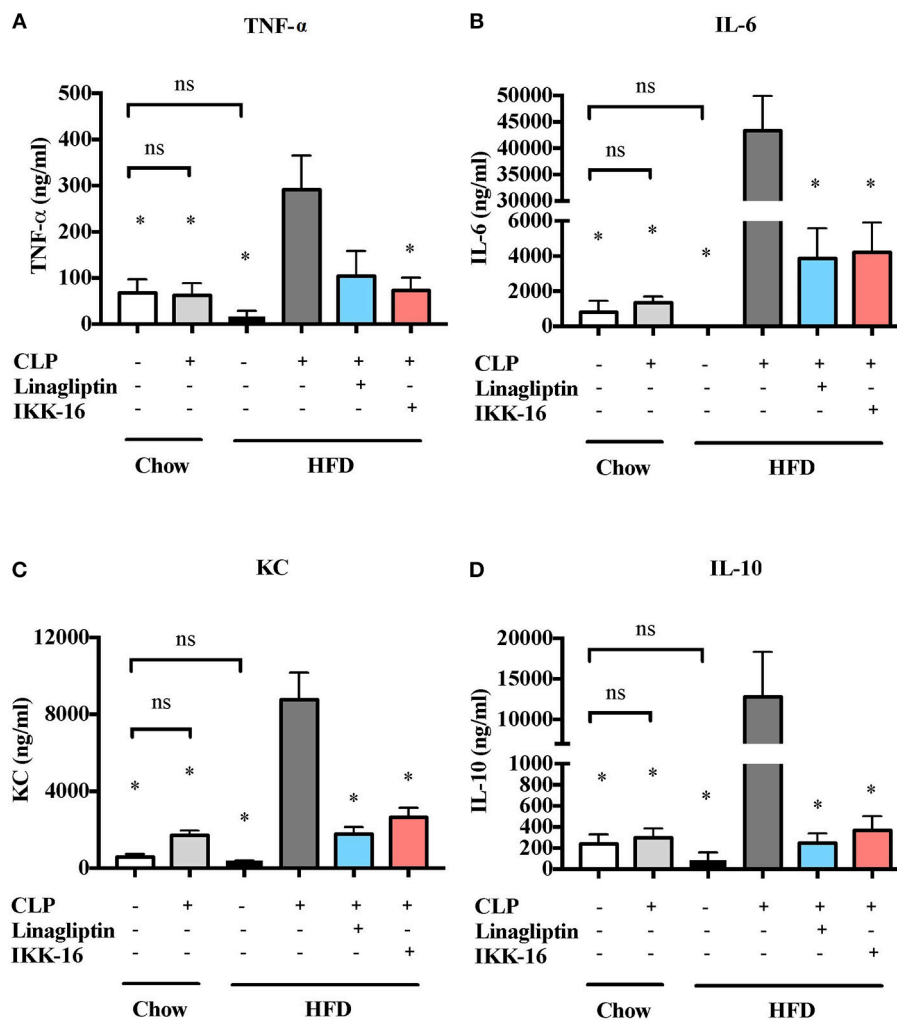 A
TNF-α
ns
ns
500
400
300
200
100
0
TNF-α (ng/ml)
* * * *
CLP - + - + + +
Linagliptin - - - - + -
IKK-16 - - - - - +
Chow HFD
B
IL-6
ns
ns
50000
45000
40000
35000
30000
25000
20000
15000
10000
6000
4000
2000
0
IL-6 (ng/ml)
* * * * *
CLP - + - + + +
Linagliptin - - - - + -
IKK-16 - - - - - +
Chow HFD
C
KC
ns
ns
12000
8000
4000
0
KC (ng/ml)
* * * * *
CLP - + - + + +
Linagliptin - - - - + -
IKK-16 - - - - - +
Chow HFD
D
IL-10
ns
ns
20000
15000
10000
1000
800
600
400
200
0
IL-10 (ng/ml)
* * * * *
CLP - + - + + +
Linagliptin - - - - + -
IKK-16 - - - - - +
Chow HFD